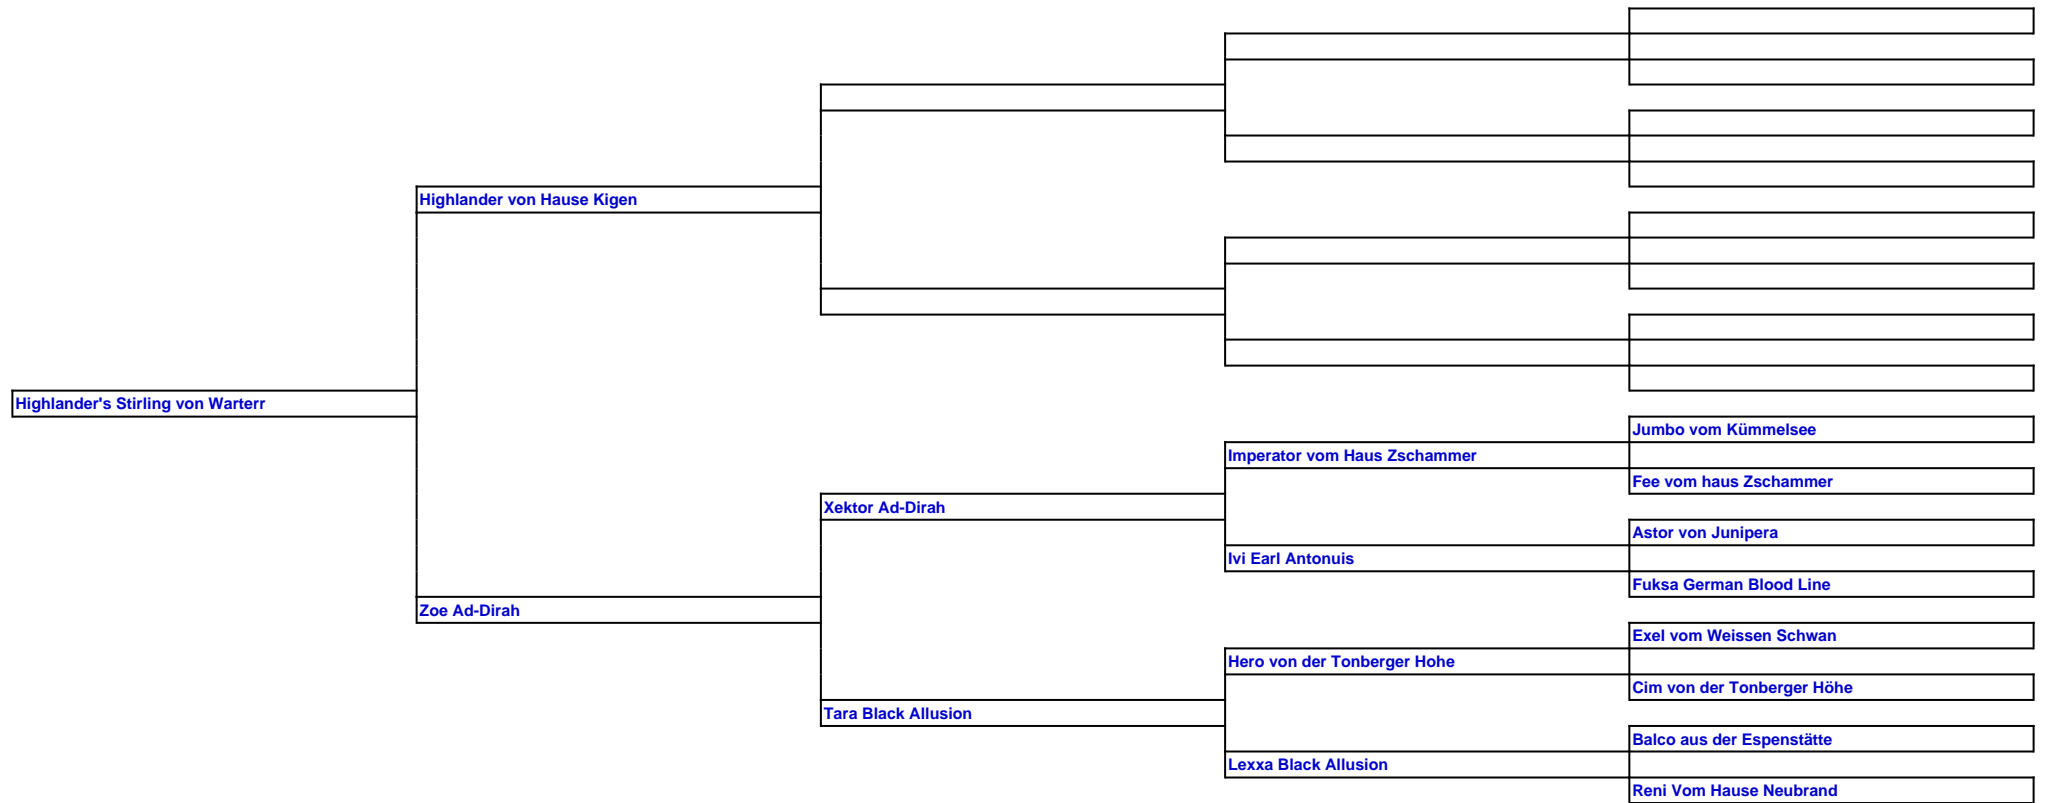 Highlander von Hause Kigen
Highlander's Stirling von Warterr
Jumbo vom Kümmelsee
Imperator vom Haus Zschammer
Fee vom haus Zschammer
Xektor Ad-Dirah
Astor von Junipera
Ivi Earl Antonuis
Fuksa German Blood Line
Zoe Ad-Dirah
Exel vom Weissen Schwan
Hero von der Tonberger Hohe
Cim von der Tonberger Höhe
Tara Black Allusion
Balco aus der Espenstätte
Lexxa Black Allusion
Reni Vom Hause Neubrand